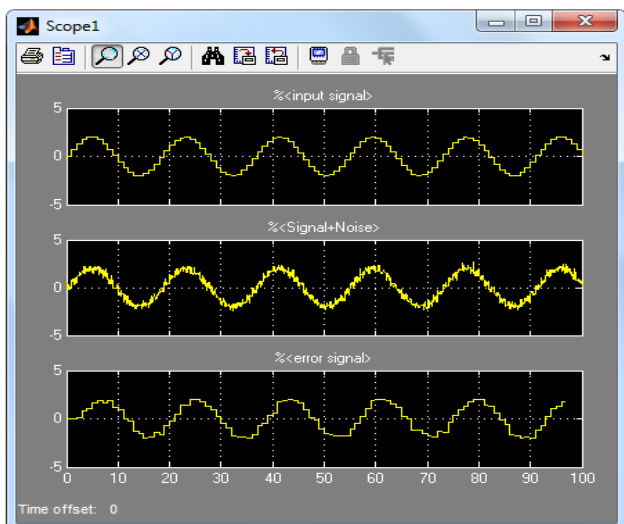 Scope1
%<input signal>
5
0
-5
%<Signal+Noise>
5
0
-5
%<error signal>
5
0
-5
0 10 20 30 40 50 60 70 80 90 100
Time offset: 0